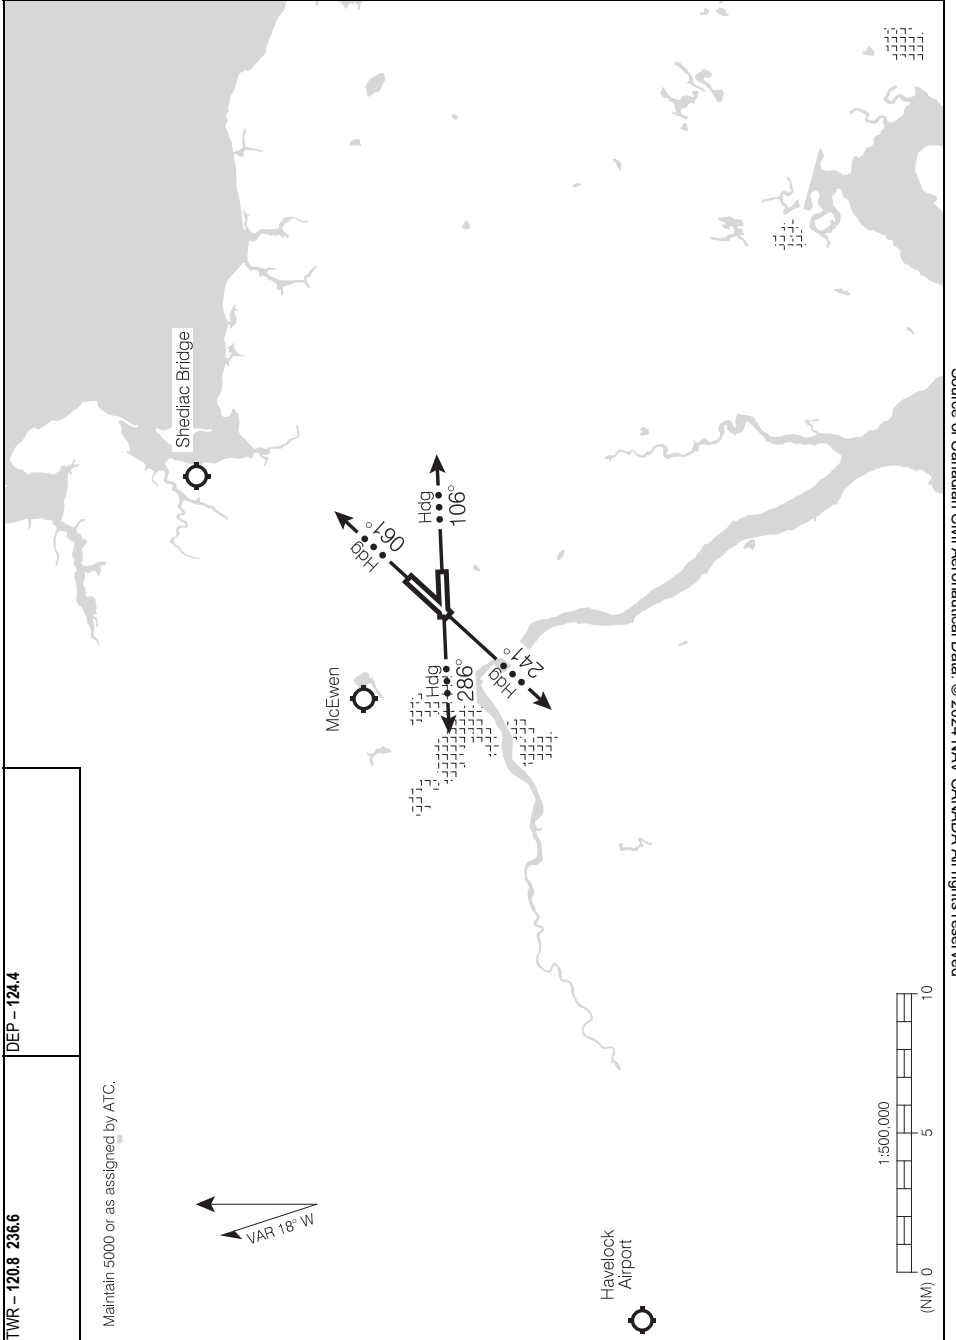 TWR – 120.8 236.6
DEP – 124.4
Maintain 5000 or as assigned by ATC.
VAR 18° W
Shediac Bridge
McEwen
Havelock
Airport
Hdg
061°
Hdg
106°
Hdg
286°
Hdg
241°
1:500,000
(NM) 0
5
10
Source of Canadian Civil Aeronautical Data: © 2024 NAV CANADA All rights reserved